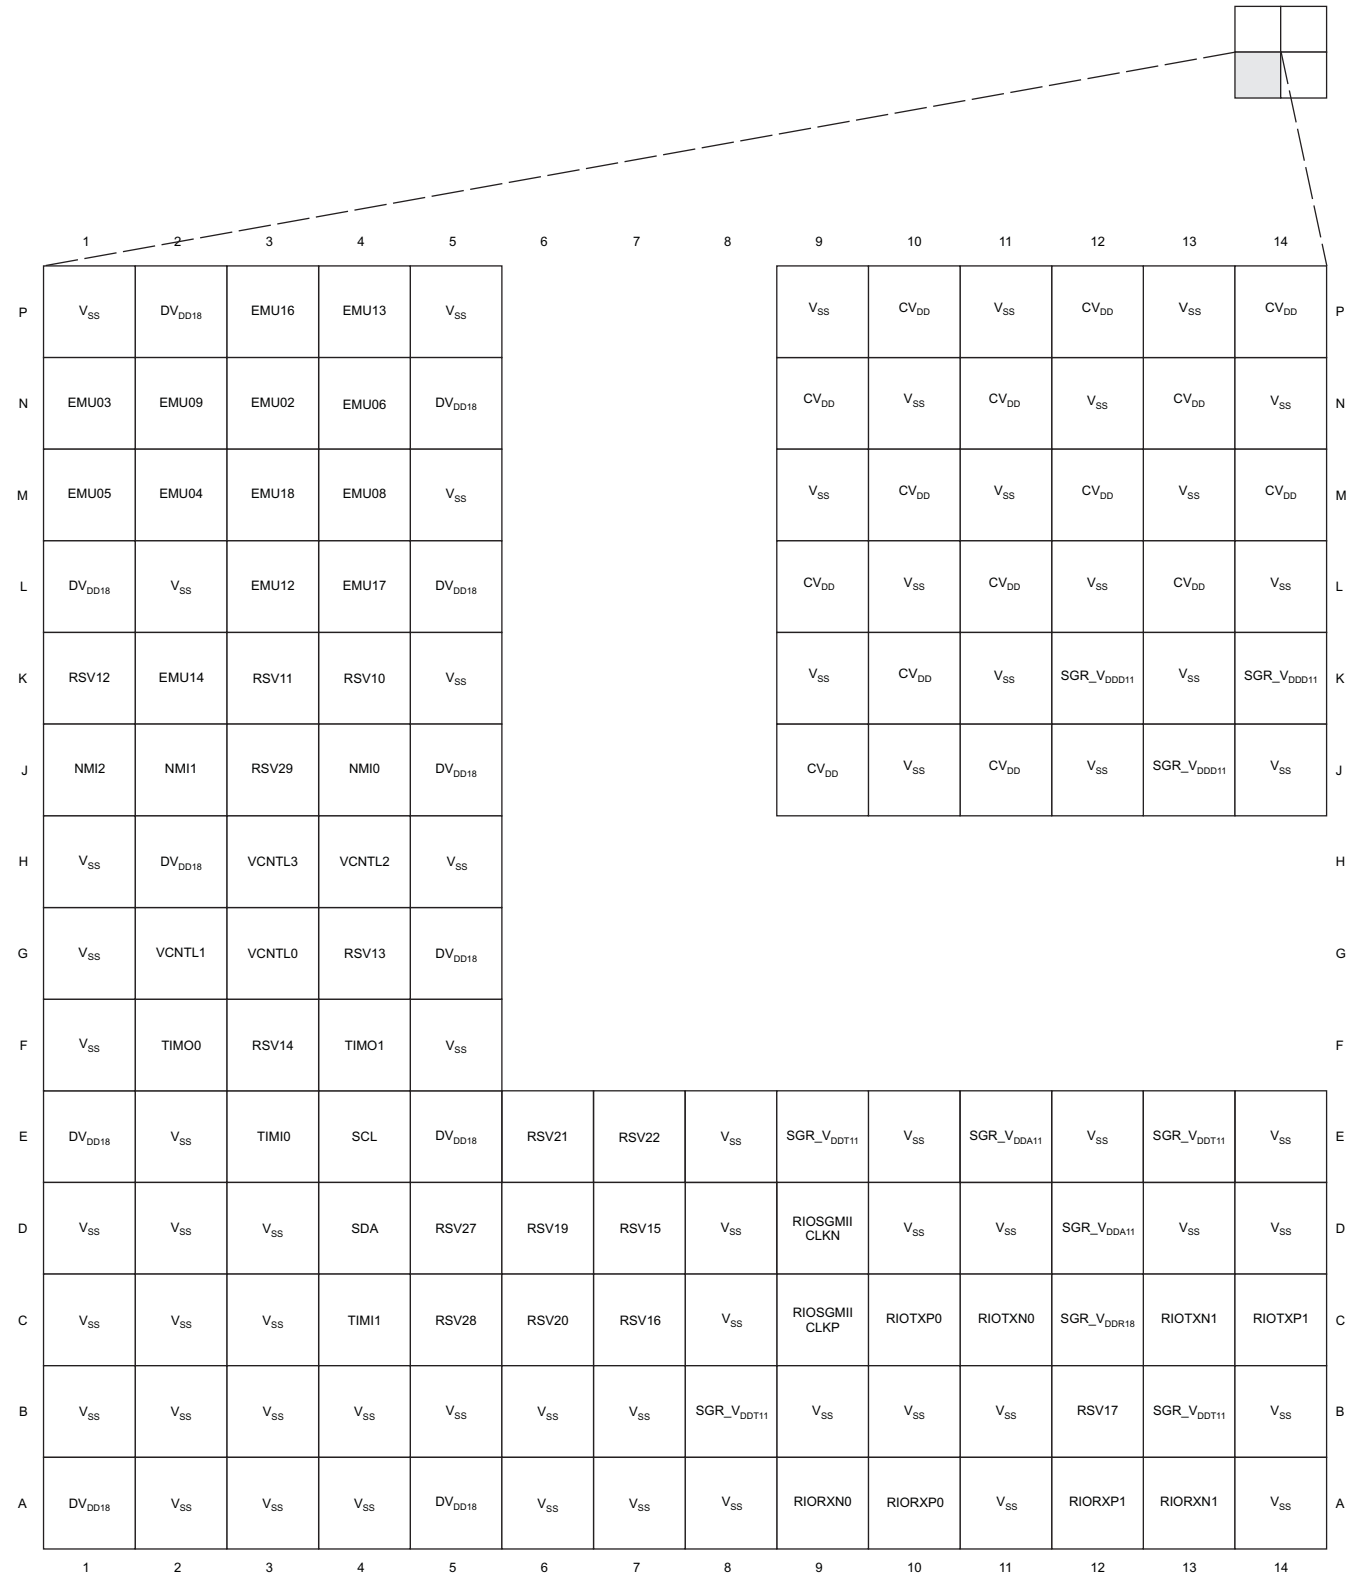 1 2 3 4 5 6 7 8 9 10 11 12 13 14
P VSS DVDD18 EMU16 EMU13 VSS VSS CVDD VSS CVDD VSS CVDD P
N EMU03 EMU09 EMU02 EMU06 DVDD18 CVDD VSS CVDD VSS CVDD VSS N
M EMU05 EMU04 EMU18 EMU08 VSS VSS CVDD VSS CVDD VSS CVDD M
L DVDD18 VSS EMU12 EMU17 DVDD18 CVDD VSS CVDD VSS CVDD VSS L
K RSV12 EMU14 RSV11 RSV10 VSS VSS CVDD VSS SGR_VDDD11 VSS SGR_VDDD11 K
J NMI2 NMI1 RSV29 NMI0 DVDD18 CVDD VSS CVDD VSS SGR_VDDD11 VSS J
H VSS DVDD18 VCNTL3 VCNTL2 VSS H
G VSS VCNTL1 VCNTL0 RSV13 DVDD18 G
F VSS TIMO0 RSV14 TIMO1 VSS F
E DVDD18 VSS TIMI0 SCL DVDD18 RSV21 RSV22 VSS SGR_VDDT11 VSS SGR_VDDA11 VSS SGR_VDDT11 VSS E
D VSS VSS VSS SDA RSV27 RSV19 RSV15 VSS RIOSGMII CLKN VSS VSS SGR_VDDA11 VSS VSS D
C VSS VSS VSS TIMI1 RSV28 RSV20 RSV16 VSS RIOSGMII CLKP RIOTXP0 RIOTXN0 SGR_VDDR18 RIOTXN1 RIOTXP1 C
B VSS VSS VSS VSS VSS VSS VSS SGR_VDDT11 VSS VSS VSS RSV17 SGR_VDDT11 VSS B
A DVDD18 VSS VSS VSS DVDD18 VSS VSS VSS RIORXN0 RIORXP0 VSS RIORXP1 RIORXN1 VSS A
1 2 3 4 5 6 7 8 9 10 11 12 13 14